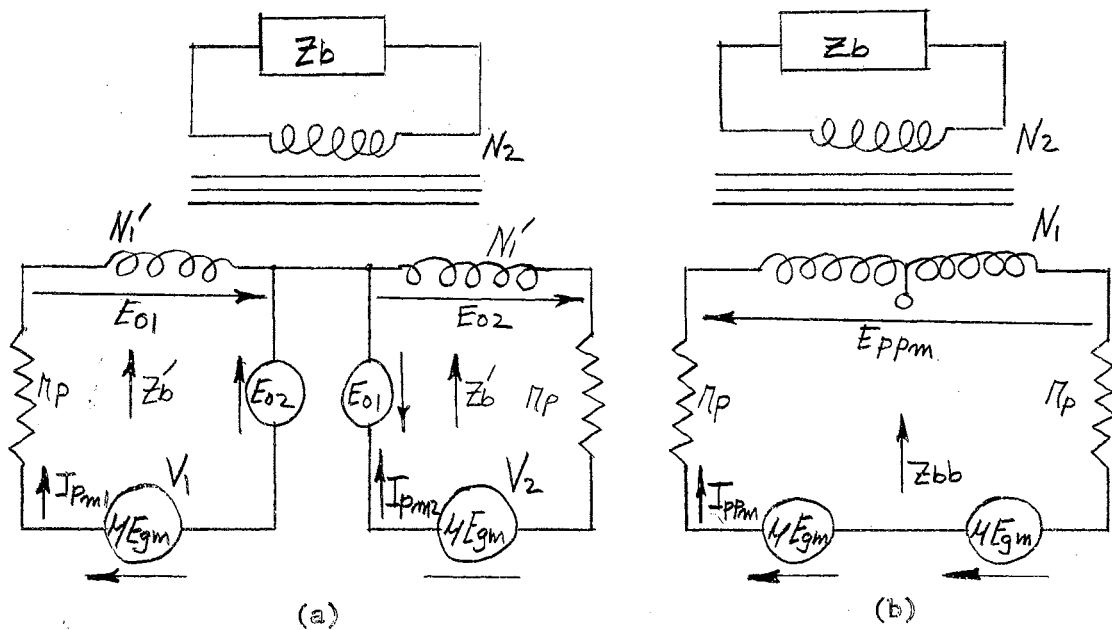 Zb
N2
N1'
N1'
E01
E02
rp
Zb'
E02
E01
Zb'
rp
Ipm1
V1
μEgm
Ipm2
V2
μEgm
(a)
Zb
N2
N1
Eppm
rp
rp
Zbb
Ippm
μEgm
μEgm
(b)